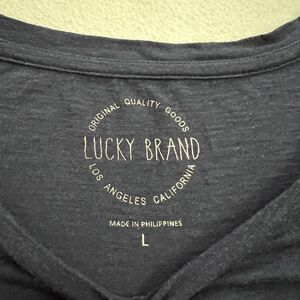 ORIGINAL QUALITY GOODS
LUCKY BRAND
LOS ANGELES CALIFORNIA
MADE IN PHILIPPINES
L